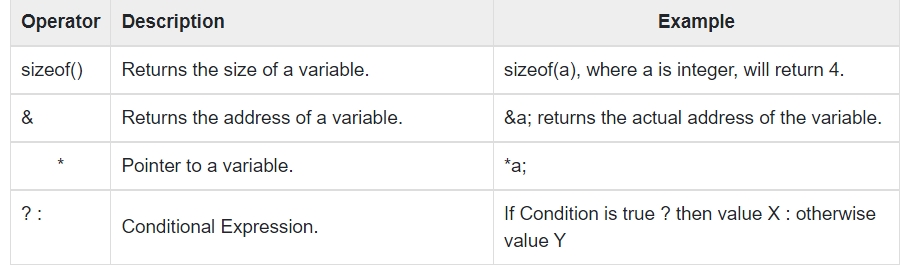 Operator Description Example
sizeof() Returns the size of a variable. sizeof(a), where a is integer, will return 4.
& Returns the address of a variable. &a; returns the actual address of the variable.
* Pointer to a variable. *a;
? : Conditional Expression. If Condition is true ? then value X : otherwise
value Y